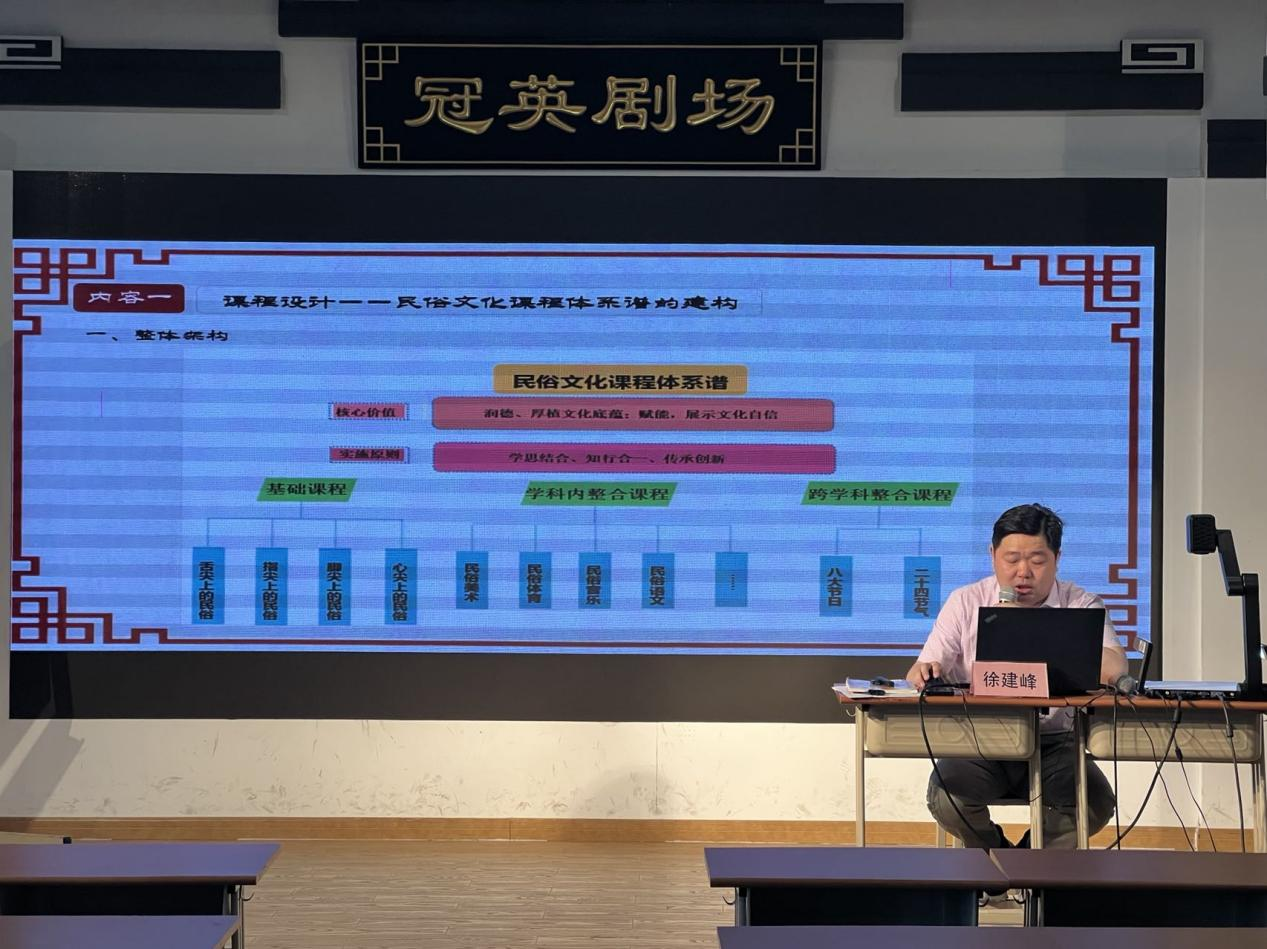 冠英剧场
内容一
课程设计——民俗文化课程体系谱的建构
一、整体架构
民俗文化课程体系谱
核心价值
润德、厚植文化底蕴；赋能，展示文化自信
实施原则
学思结合、知行合一、传承创新
基础课程
学科内整合课程
跨学科整合课程
舌尖上的民俗
指尖上的民俗
脚尖上的民俗
心尖上的民俗
民俗美术
民俗体育
民俗音乐
民俗语文
……
八大节日
二十四节气
徐建峰